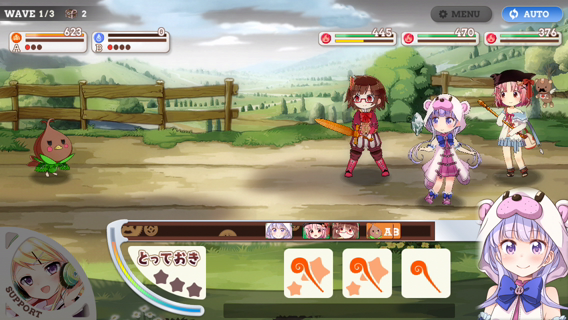 WAVE 1/3 2
MENU
AUTO
623
A
0
B
445
470
376
AB
とっておき
SUPPORT